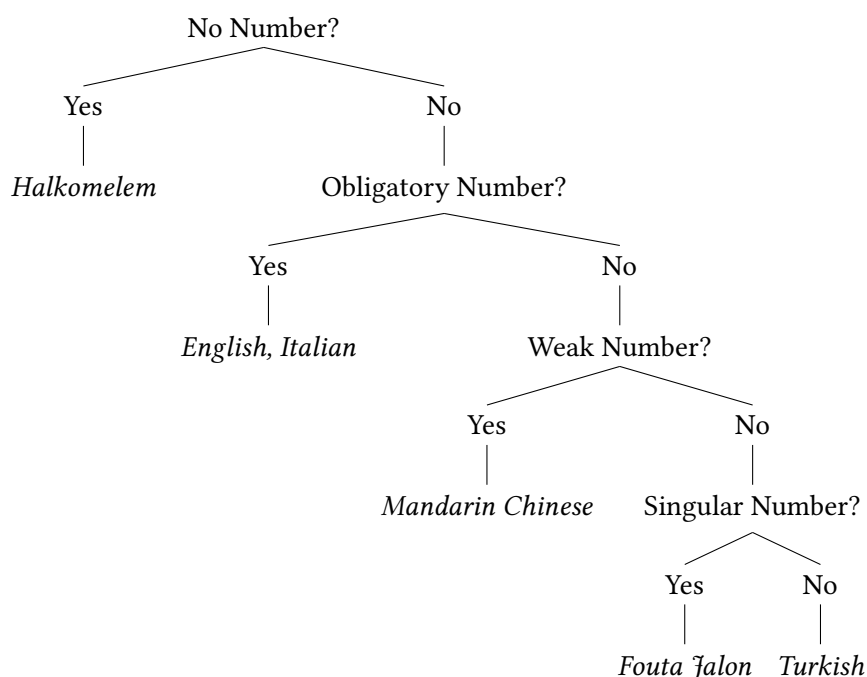 No Number?
Yes No
Halkomelem Obligatory Number?
Yes No
English, Italian Weak Number?
Yes No
Mandarin Chinese Singular Number?
Yes No
Fouta Jalon Turkish